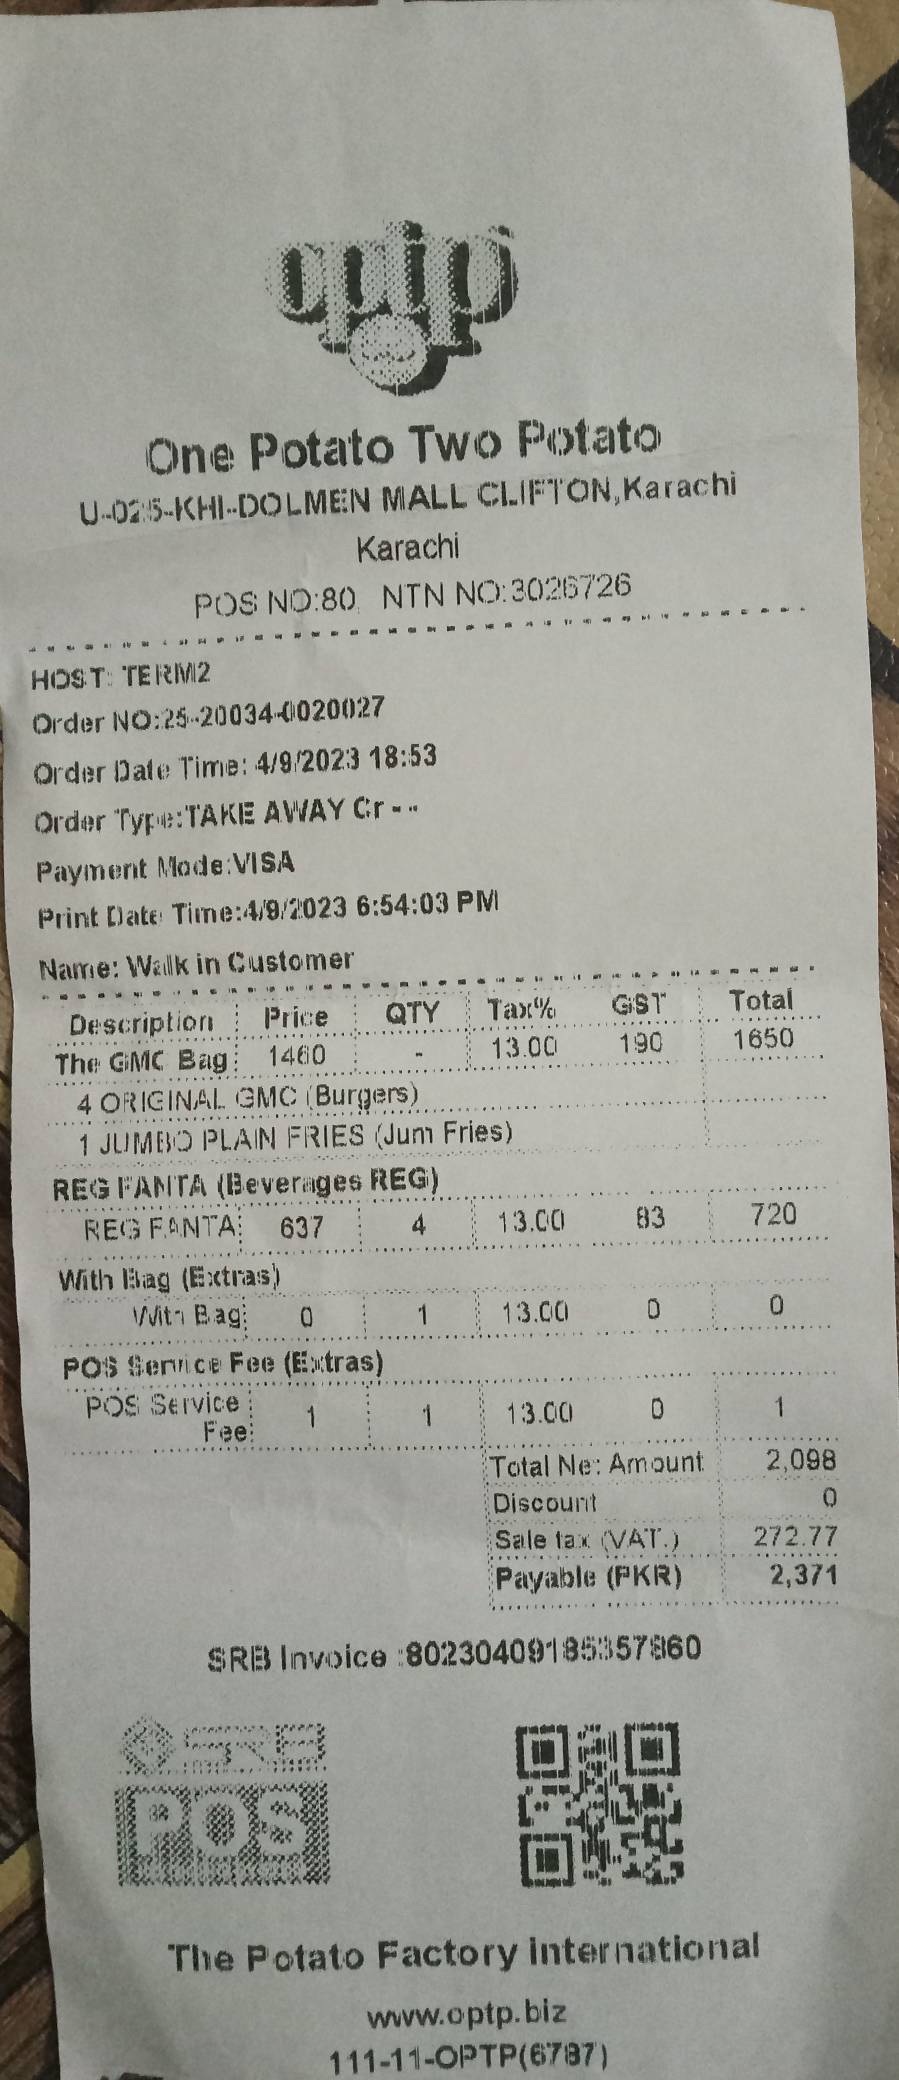 optp
One Potato Two Potato
U-025-KHI-DOLMEN MALL CLIFTON,Karachi
Karachi
POS NO:80, NTN NO:3026726
HOST: TERM2
Order NO:25-20034-0020027
Order Date Time: 4/9/2023 18:53
Order Type:TAKE AWAY Cr - --
Payment Mode:VISA
Print Date Time:4/9/2023 6:54:03 PM
Name: Walk in Customer
Description Price QTY Tax% GST Total
The GMC Bag 1460 - 13.00 190 1650
4 ORIGINAL GMC (Burgers)
1 JUMBO PLAIN FRIES (Jum Fries)
REG FANTA (Beverages REG)
REG FANTA 637 4 13.00 83 720
With Bag (Extras)
With Bag 0 1 13.00 0 0
POS Service Fee (Extras)
POS Service Fee 1 1 13.00 0 1
Total Net Amount 2,098
Discount 0
Sale tax (VAT.) 272.77
Payable (PKR) 2,371
SRB Invoice :80230409185357860
SRB
POS
The Potato Factory international
www.optp.biz
111-11-OPTP(6787)